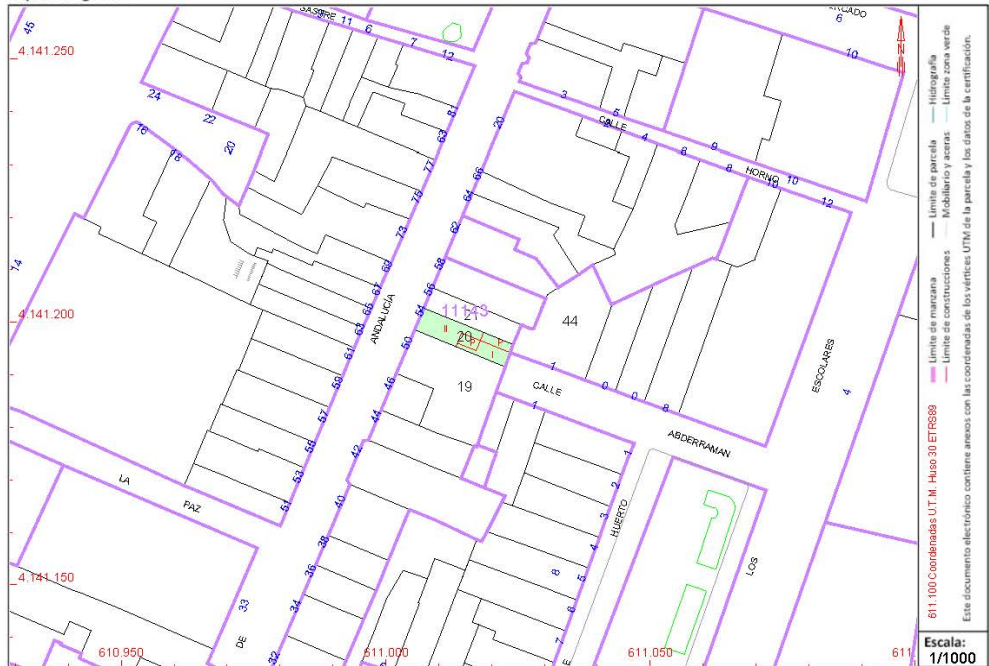 SASTRE
9 11 6
7
12
45
4.141.250
24
22
20
16
18
14
81
63
77
75
73
69
67
65
63
61
59
57
55
53
51
ANDALUCÍA
20
66
64
62
58
56
54
50
46
44
42
40
38
36
34
32
33
DE
3
5
CALLE
4
6
9
8
HORNO
10
10
12
MERCADO
6
10
11143
21
20
II
P
P
I
19
44
4.141.200
1
0
0
8
CALLE
1
ABDERRAMAN
ESCOLARES
4
LA
PAZ
1
2
3
4
5
8
6
7
HUERTO
LOS
E
4.141.150
610.950
611.000
611.050
611
611.100 Coordenadas U.T.M. Huso 30 ETRS89
Límite de manzana
Límite de parcela
Hidrografía
Límite de construcciones
Mobiliario y aceras
Límite zona verde
Este documento electrónico contiene anexos con las coordenadas de los vértices UTM de la parcela y los datos de la certificación.
Escala:
1/1000